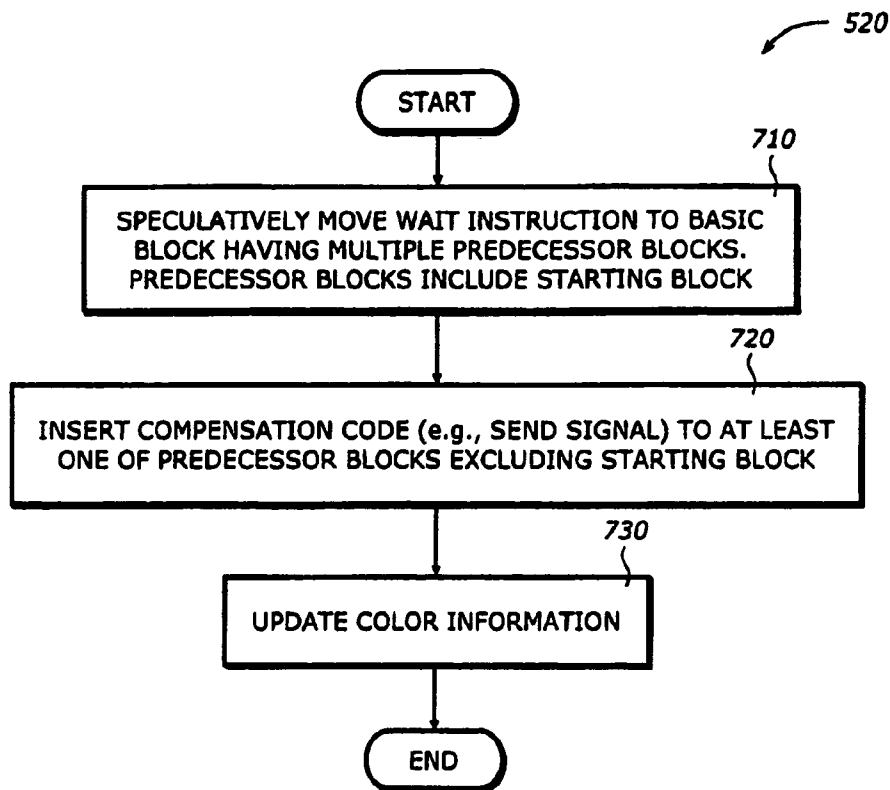 520
START
710
SPECULATIVELY MOVE WAIT INSTRUCTION TO BASIC
BLOCK HAVING MULTIPLE PREDECESSOR BLOCKS.
PREDECESSOR BLOCKS INCLUDE STARTING BLOCK
720
INSERT COMPENSATION CODE (e.g., SEND SIGNAL) TO AT LEAST
ONE OF PREDECESSOR BLOCKS EXCLUDING STARTING BLOCK
730
UPDATE COLOR INFORMATION
END